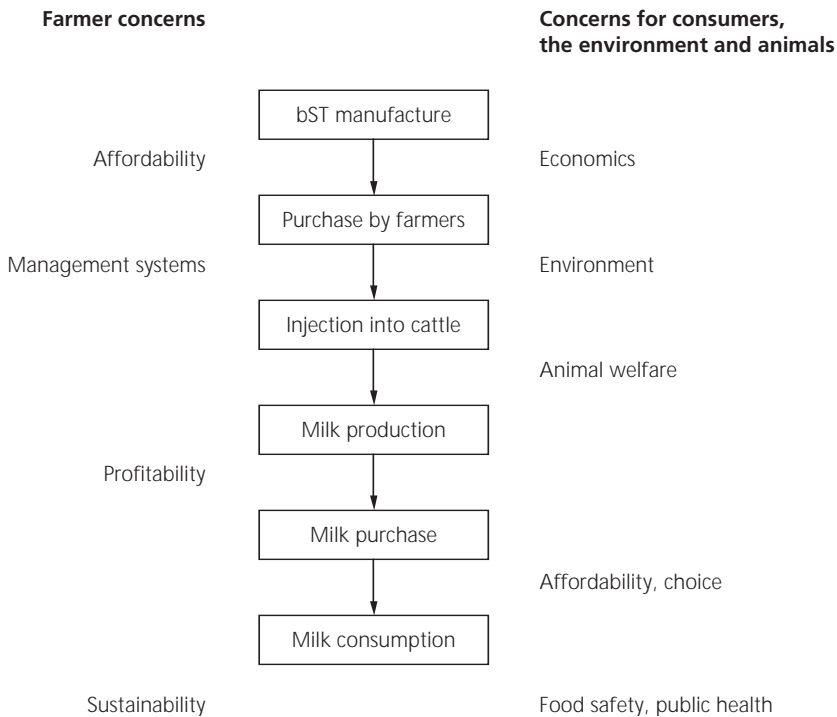 Farmer concerns
Concerns for consumers,
the environment and animals
bST manufacture
Affordability
Economics
Purchase by farmers
Management systems
Environment
Injection into cattle
Animal welfare
Milk production
Profitability
Milk purchase
Affordability, choice
Milk consumption
Sustainability
Food safety, public health